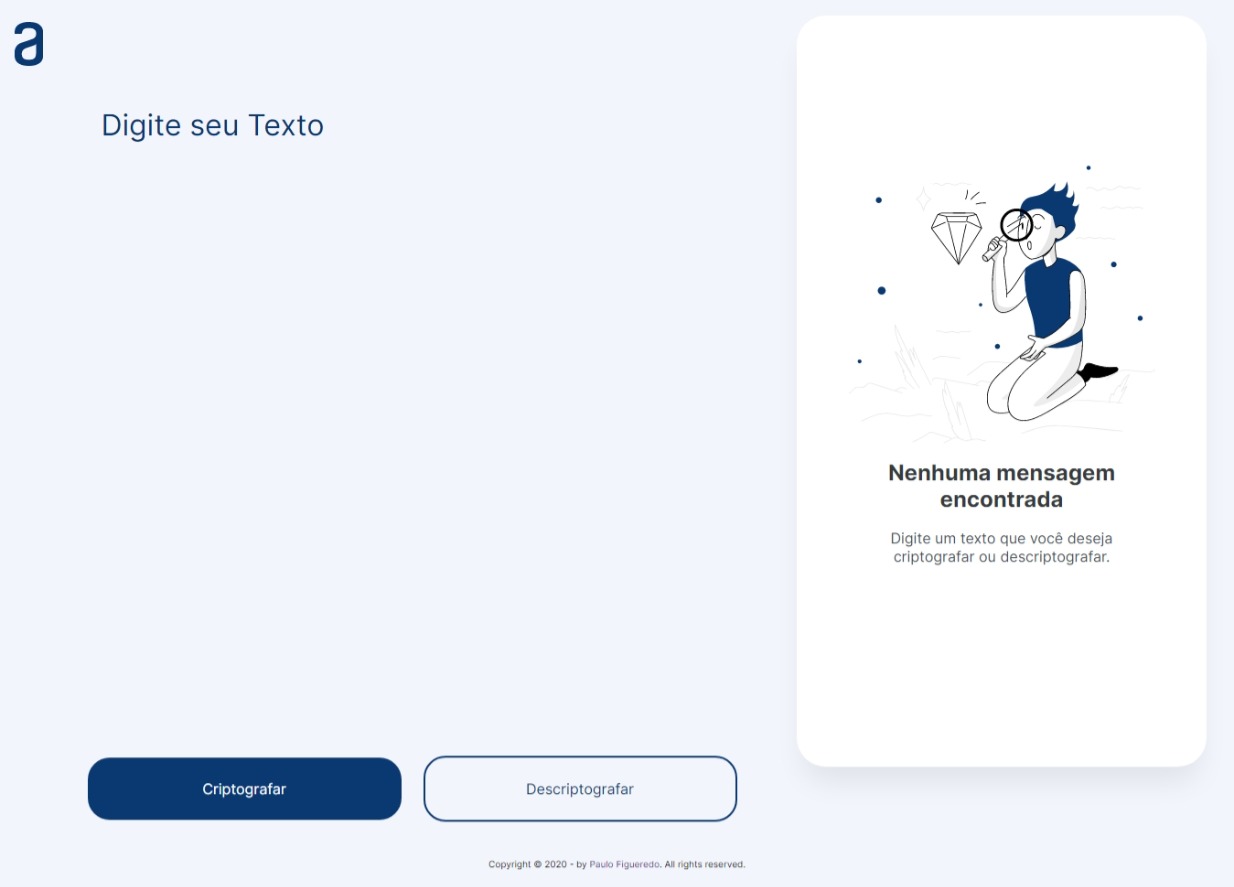 a
Digite seu Texto
Nenhuma mensagem
encontrada
Digite um texto que você deseja
criptografar ou descriptografar.
Criptografar
Descriptografar
Copyright © 2020 - by Paulo Figueredo. All rights reserved.